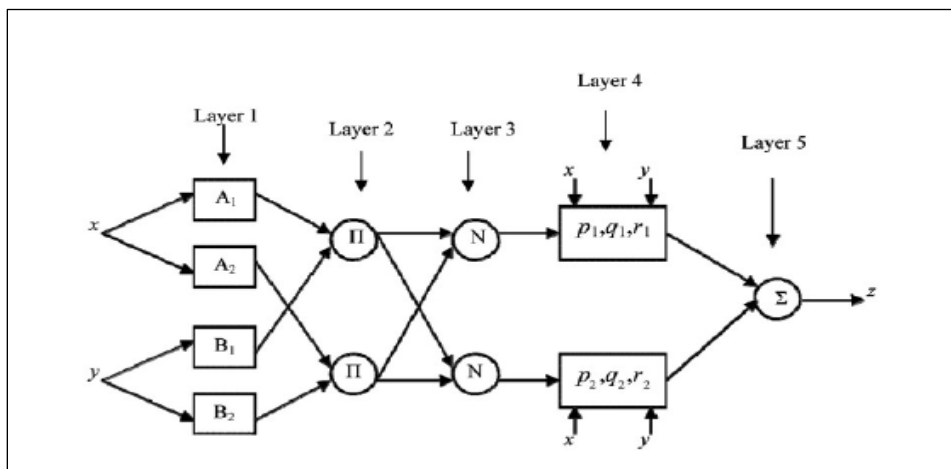 Layer 1
Layer 2
Layer 3
Layer 4
Layer 5
x
y
x
A₁
A₂
y
B₁
B₂
Π
Π
N
N
p₁,q₁,r₁
p₂,q₂,r₂
x
y
Σ
z